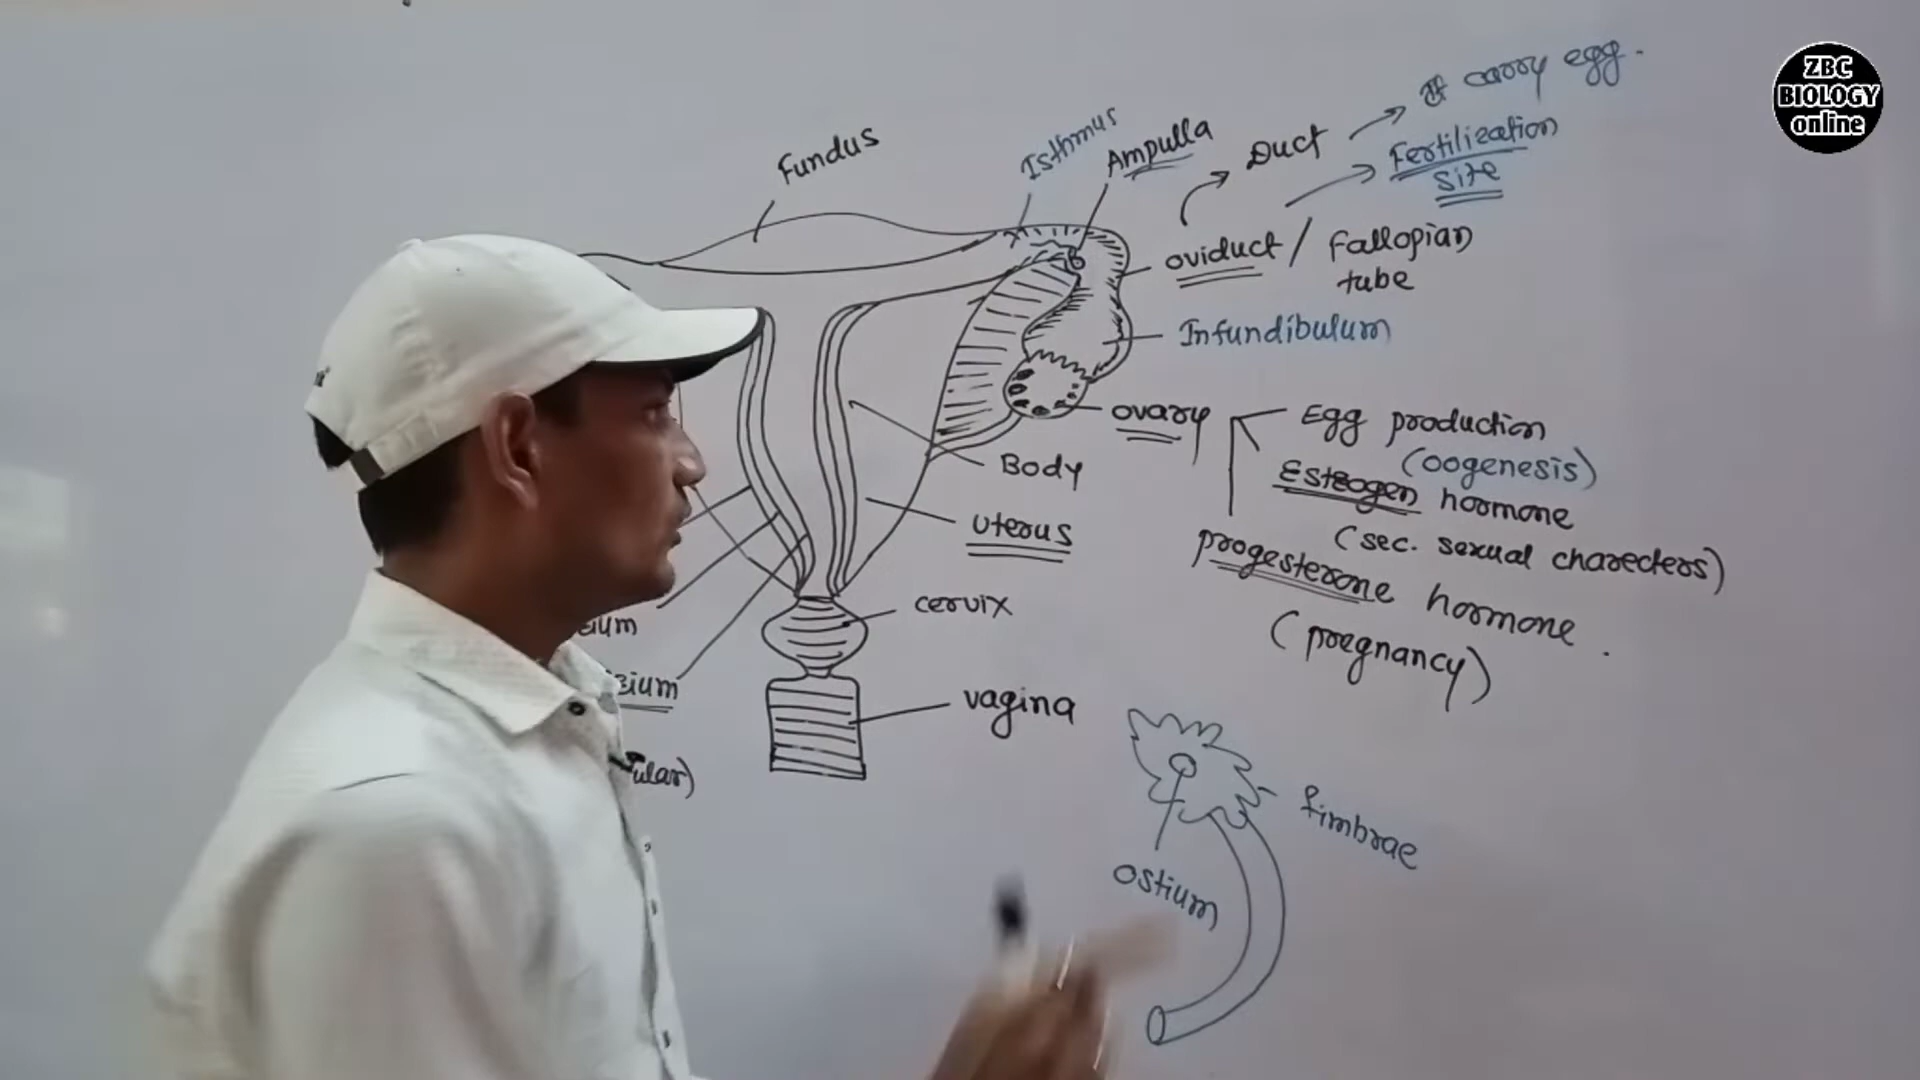 ZBC
BIOLOGY
online
carry egg.
Fundus
Isthmus
Ampulla
Duct
Fertilization
site
oviduct / Fallopian
tube
Infundibulum
ovary
Egg production
(oogenesis)
Body
Estrogen hormone
uterus
(sec. sexual charecters)
progesterone hormone.
(pregnancy)
cervix
vagina
fimbrae
ostium